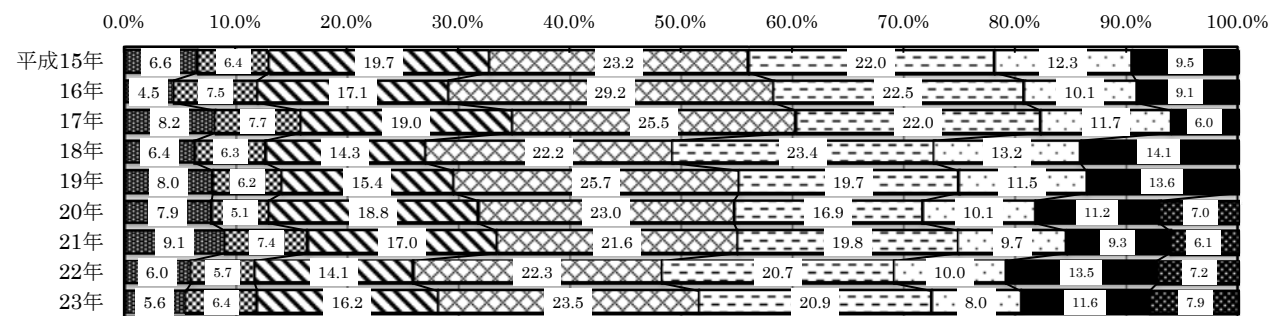 0.0% 10.0% 20.0% 30.0% 40.0% 50.0% 60.0% 70.0% 80.0% 90.0% 100.0%
平成15年 6.6 6.4 19.7 23.2 22.0 12.3 9.5
16年 4.5 7.5 17.1 29.2 22.5 10.1 9.1
17年 8.2 7.7 19.0 25.5 22.0 11.7 6.0
18年 6.4 6.3 14.3 22.2 23.4 13.2 14.1
19年 8.0 6.2 15.4 25.7 19.7 11.5 13.6
20年 7.9 5.1 18.8 23.0 16.9 10.1 11.2 7.0
21年 9.1 7.4 17.0 21.6 19.8 9.7 9.3 6.1
22年 6.0 5.7 14.1 22.3 20.7 10.0 13.5 7.2
23年 5.6 6.4 16.2 23.5 20.9 8.0 11.6 7.9